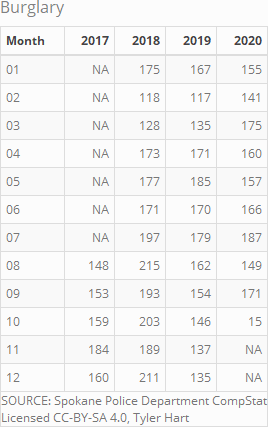 Burglary
Month 2017 2018 2019 2020
01 NA 175 167 155
02 NA 118 117 141
03 NA 128 135 175
04 NA 173 171 160
05 NA 177 185 157
06 NA 171 170 166
07 NA 197 179 187
08 148 215 162 149
09 153 193 154 171
10 159 203 146 15
11 184 189 137 NA
12 160 211 135 NA
SOURCE: Spokane Police Department CompStat
Licensed CC-BY-SA 4.0, Tyler Hart